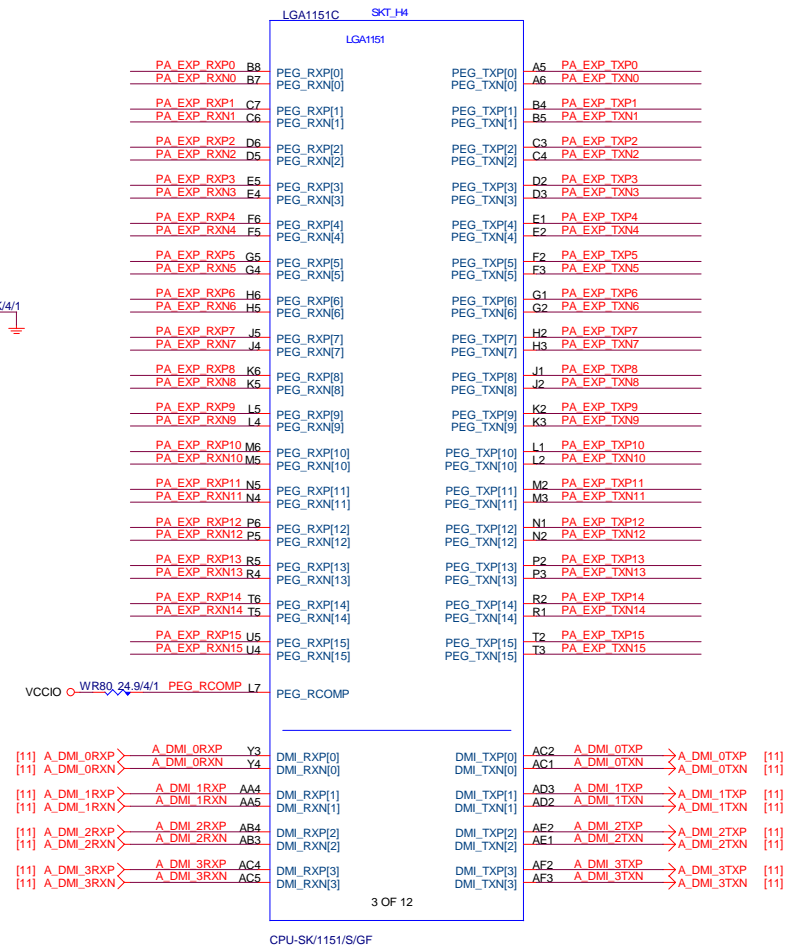 LGA1151C SKT_H4
LGA1151
PA_EXP_RXP0 B8 PEG_RXP[0] PEG_TXP[0] A5 PA_EXP_TXP0
PA_EXP_RXN0 B7 PEG_RXN[0] PEG_TXN[0] A6 PA_EXP_TXN0
PA_EXP_RXP1 C7 PEG_RXP[1] PEG_TXP[1] B4 PA_EXP_TXP1
PA_EXP_RXN1 C6 PEG_RXN[1] PEG_TXN[1] B5 PA_EXP_TXN1
PA_EXP_RXP2 D6 PEG_RXP[2] PEG_TXP[2] C3 PA_EXP_TXP2
PA_EXP_RXN2 D5 PEG_RXN[2] PEG_TXN[2] C4 PA_EXP_TXN2
PA_EXP_RXP3 E5 PEG_RXP[3] PEG_TXP[3] D2 PA_EXP_TXP3
PA_EXP_RXN3 E4 PEG_RXN[3] PEG_TXN[3] D3 PA_EXP_TXN3
PA_EXP_RXP4 F6 PEG_RXP[4] PEG_TXP[4] E1 PA_EXP_TXP4
PA_EXP_RXN4 F5 PEG_RXN[4] PEG_TXN[4] E2 PA_EXP_TXN4
PA_EXP_RXP5 G5 PEG_RXP[5] PEG_TXP[5] F2 PA_EXP_TXP5
PA_EXP_RXN5 G4 PEG_RXN[5] PEG_TXN[5] F3 PA_EXP_TXN5
PA_EXP_RXP6 H6 PEG_RXP[6] PEG_TXP[6] G1 PA_EXP_TXP6
/4/1 PA_EXP_RXN6 H5 PEG_RXN[6] PEG_TXN[6] G2 PA_EXP_TXN6
PA_EXP_RXP7 J5 PEG_RXP[7] PEG_TXP[7] H2 PA_EXP_TXP7
PA_EXP_RXN7 J4 PEG_RXN[7] PEG_TXN[7] H3 PA_EXP_TXN7
PA_EXP_RXP8 K6 PEG_RXP[8] PEG_TXP[8] J1 PA_EXP_TXP8
PA_EXP_RXN8 K5 PEG_RXN[8] PEG_TXN[8] J2 PA_EXP_TXN8
PA_EXP_RXP9 L5 PEG_RXP[9] PEG_TXP[9] K2 PA_EXP_TXP9
PA_EXP_RXN9 L4 PEG_RXN[9] PEG_TXN[9] K3 PA_EXP_TXN9
PA_EXP_RXP10 M6 PEG_RXP[10] PEG_TXP[10] L1 PA_EXP_TXP10
PA_EXP_RXN10 M5 PEG_RXN[10] PEG_TXN[10] L2 PA_EXP_TXN10
PA_EXP_RXP11 N5 PEG_RXP[11] PEG_TXP[11] M2 PA_EXP_TXP11
PA_EXP_RXN11 N4 PEG_RXN[11] PEG_TXN[11] M3 PA_EXP_TXN11
PA_EXP_RXP12 P6 PEG_RXP[12] PEG_TXP[12] N1 PA_EXP_TXP12
PA_EXP_RXN12 P5 PEG_RXN[12] PEG_TXN[12] N2 PA_EXP_TXN12
PA_EXP_RXP13 R5 PEG_RXP[13] PEG_TXP[13] P2 PA_EXP_TXP13
PA_EXP_RXN13 R4 PEG_RXN[13] PEG_TXN[13] P3 PA_EXP_TXN13
PA_EXP_RXP14 T6 PEG_RXP[14] PEG_TXP[14] R2 PA_EXP_TXP14
PA_EXP_RXN14 T5 PEG_RXN[14] PEG_TXN[14] R1 PA_EXP_TXN14
PA_EXP_RXP15 U5 PEG_RXP[15] PEG_TXP[15] T2 PA_EXP_TXP15
PA_EXP_RXN15 U4 PEG_RXN[15] PEG_TXN[15] T3 PA_EXP_TXN15
VCCIO WR80 24.9/4/1 PEG_RCOMP L7 PEG_RCOMP
[11] A_DMI_0RXP A_DMI_0RXP Y3 DMI_RXP[0] DMI_TXP[0] AC2 A_DMI_0TXP A_DMI_0TXP [11]
[11] A_DMI_0RXN A_DMI_0RXN Y4 DMI_RXN[0] DMI_TXN[0] AC1 A_DMI_0TXN A_DMI_0TXN [11]
[11] A_DMI_1RXP A_DMI_1RXP AA4 DMI_RXP[1] DMI_TXP[1] AD3 A_DMI_1TXP A_DMI_1TXP [11]
[11] A_DMI_1RXN A_DMI_1RXN AA5 DMI_RXN[1] DMI_TXN[1] AD2 A_DMI_1TXN A_DMI_1TXN [11]
[11] A_DMI_2RXP A_DMI_2RXP AB4 DMI_RXP[2] DMI_TXP[2] AE2 A_DMI_2TXP A_DMI_2TXP [11]
[11] A_DMI_2RXN A_DMI_2RXN AB3 DMI_RXN[2] DMI_TXN[2] AE1 A_DMI_2TXN A_DMI_2TXN [11]
[11] A_DMI_3RXP A_DMI_3RXP AC4 DMI_RXP[3] DMI_TXP[3] AF2 A_DMI_3TXP A_DMI_3TXP [11]
[11] A_DMI_3RXN A_DMI_3RXN AC5 DMI_RXN[3] DMI_TXN[3] AF3 A_DMI_3TXN A_DMI_3TXN [11]
3 OF 12
CPU-SK/1151/S/GF